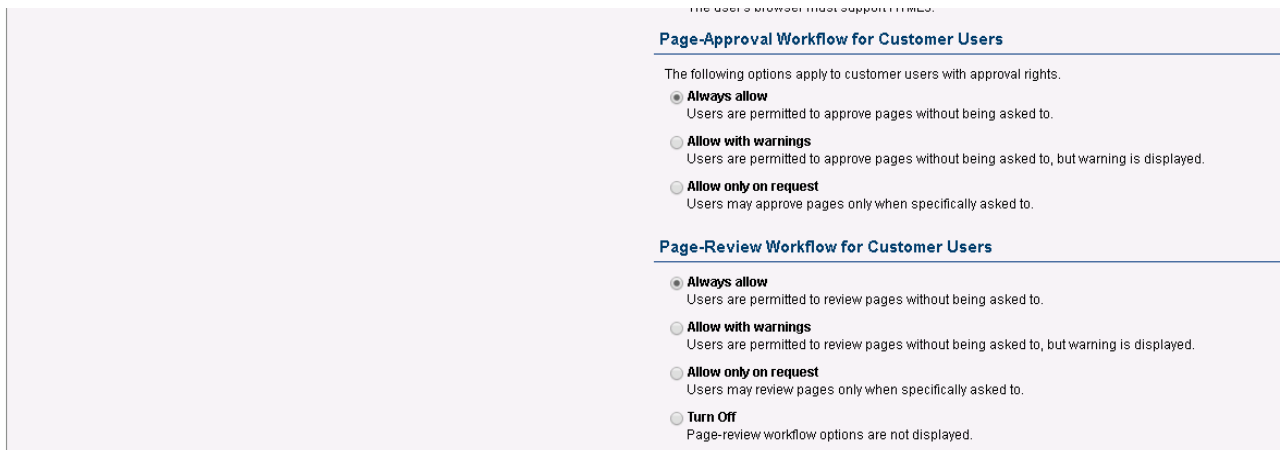 The user's browser must support HTML5.
Page-Approval Workflow for Customer Users
The following options apply to customer users with approval rights.
Always allow
Users are permitted to approve pages without being asked to.
Allow with warnings
Users are permitted to approve pages without being asked to, but warning is displayed.
Allow only on request
Users may approve pages only when specifically asked to.
Page-Review Workflow for Customer Users
Always allow
Users are permitted to review pages without being asked to.
Allow with warnings
Users are permitted to review pages without being asked to, but warning is displayed.
Allow only on request
Users may review pages only when specifically asked to.
Turn Off
Page-review workflow options are not displayed.